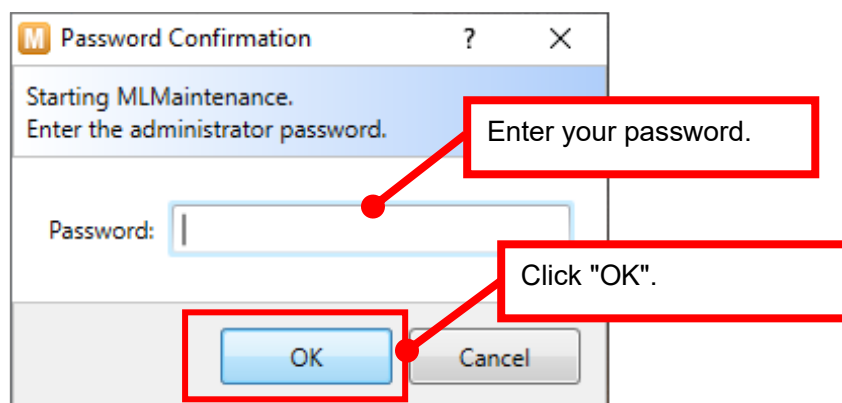 M Password Confirmation ? ×
Starting MLMaintenance.
Enter the administrator password.
Enter your password.
Password:
Click "OK".
OK Cancel